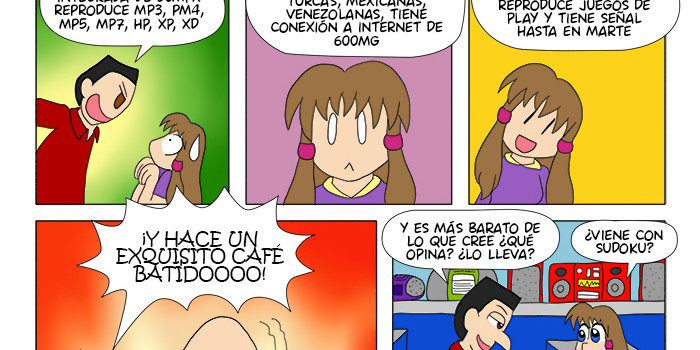 INTEGRADA DE
REPRODUCE MP3, PM4,
MP5, MP7, HP, XP, XD
TURCAS, MEXICANAS,
VENEZOLANAS, TIENE
CONEXIÓN A INTERNET DE
600MG
REPRODUCE JUEGOS DE
PLAY Y TIENE SEÑAL
HASTA EN MARTE
¡Y HACE UN
EXQUISITO CAFÉ
BATIDOOOO!
Y ES MÁS BARATO DE
LO QUE CREE ¿QUÉ
OPINA? ¿LO LLEVA?
¿VIENE CON
SUDOKU?